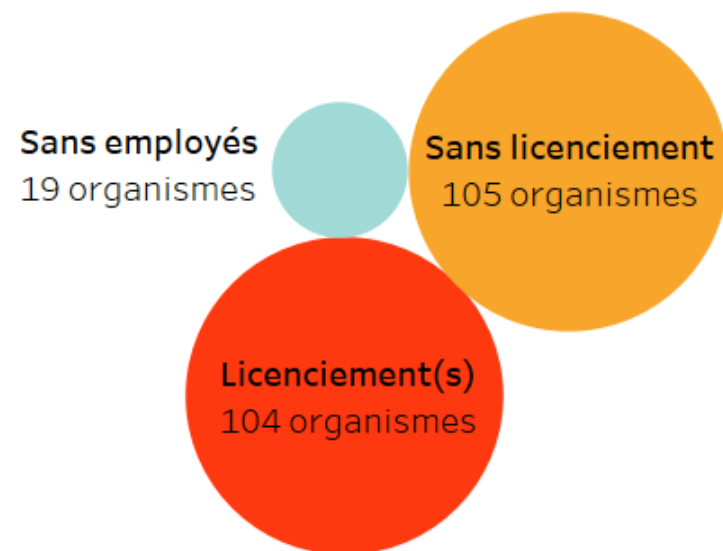 Sans employés
19 organismes
Sans licenciement
105 organismes
Licenciement(s)
104 organismes